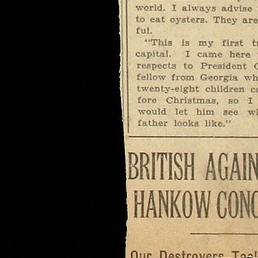 world. I always advise
to eat oysters. They are
ful.
"This is my first t
capital. I came here
respects to President C
fellow from Georgia wh
twenty-eight children c
fore Christmas, so I
would let him see w
father looks like."
BRITISH AGAIN
HANKOW CONC
Our Destroyers